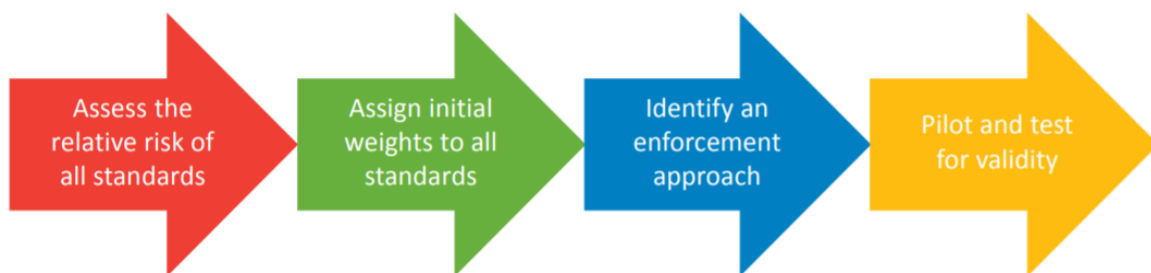 Assess the
relative risk of
all standards
Assign initial
weights to all
standards
Identify an
enforcement
approach
Pilot and test
for validity